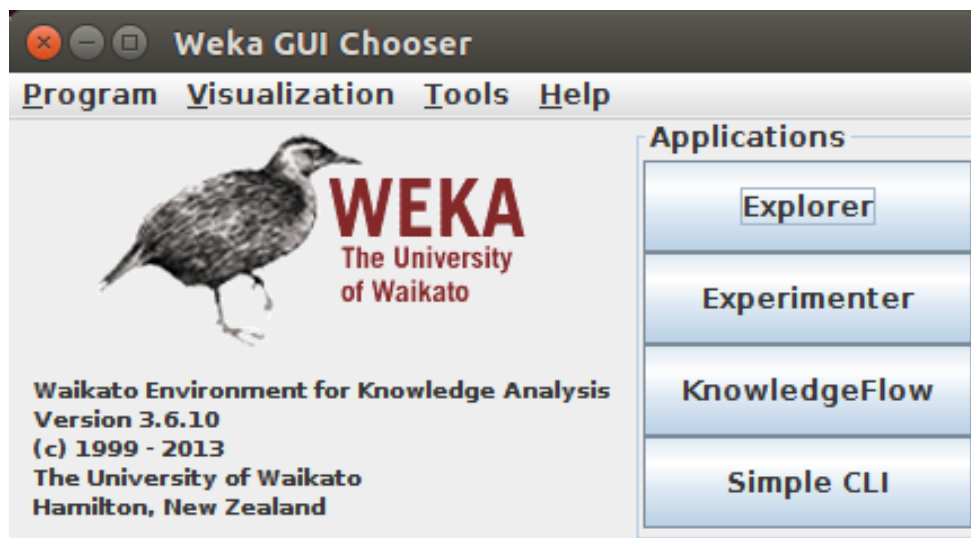 Weka GUI Chooser
Program Visualization Tools Help
WEKA
The University
of Waikato
Waikato Environment for Knowledge Analysis
Version 3.6.10
(c) 1999 - 2013
The University of Waikato
Hamilton, New Zealand
Applications
Explorer
Experimenter
KnowledgeFlow
Simple CLI